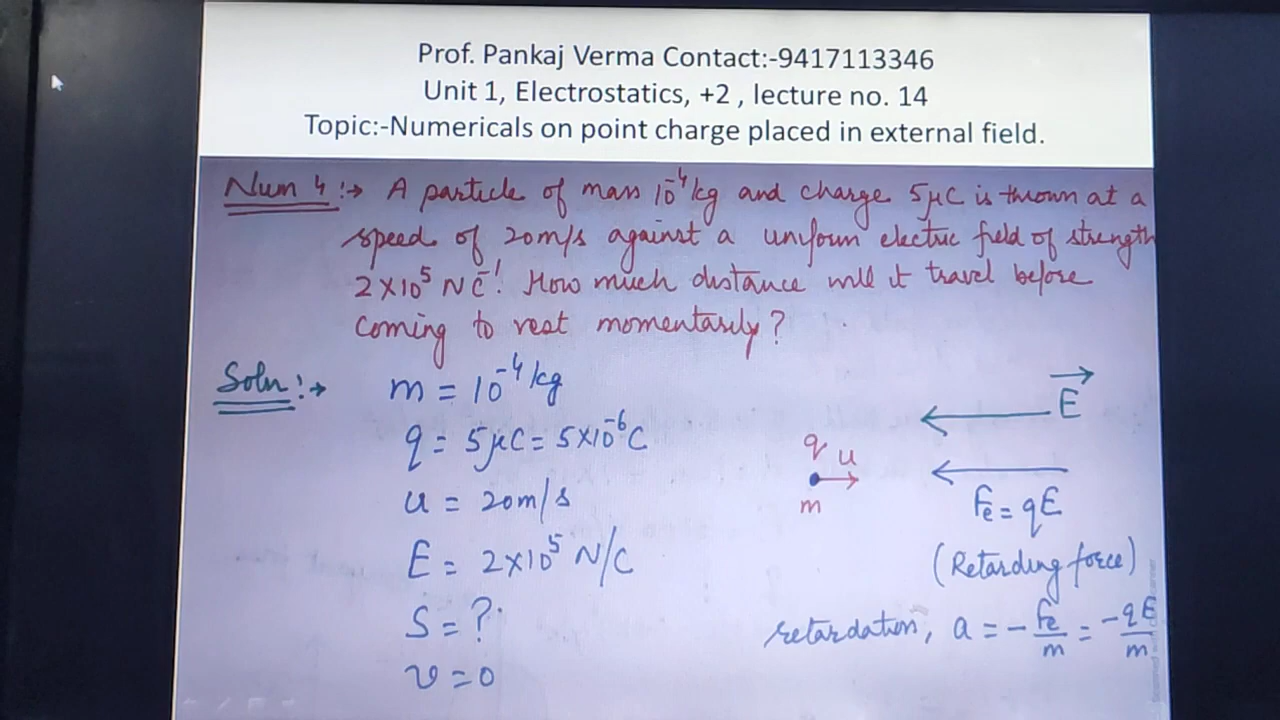 Prof. Pankaj Verma Contact:-9417113346
Unit 1, Electrostatics, +2 , lecture no. 14
Topic:-Numericals on point charge placed in external field.
Num 4 :→ A particle of mass 10⁻⁴ kg and charge 5μC is thrown at a
speed of 20m/s against a uniform electric field of strength
2×10⁵ N C⁻¹. How much distance will it travel before
coming to rest momentarily?
Soln :→ m = 10⁻⁴ kg
q = 5μC = 5×10⁻⁶C
u = 20m/s
E = 2×10⁵ N/C
S = ?
v = 0
E⃗
q u
m
Fe = qE
(Retarding force)
retardation, a = -Fe/m = -qE/m